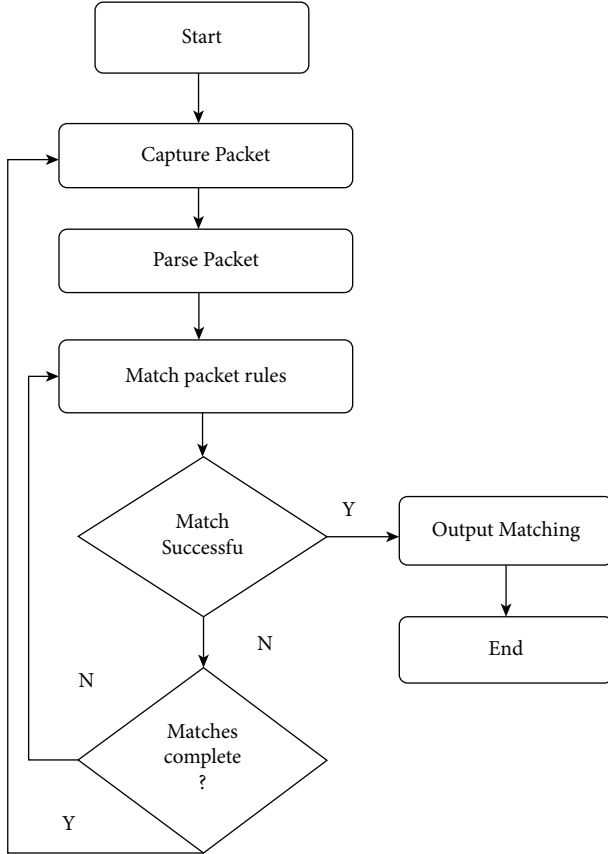 Start
Capture Packet
Parse Packet
Match packet rules
Match
Successfu
Y
Output Matching
End
N
N
Matches
complete
?
Y